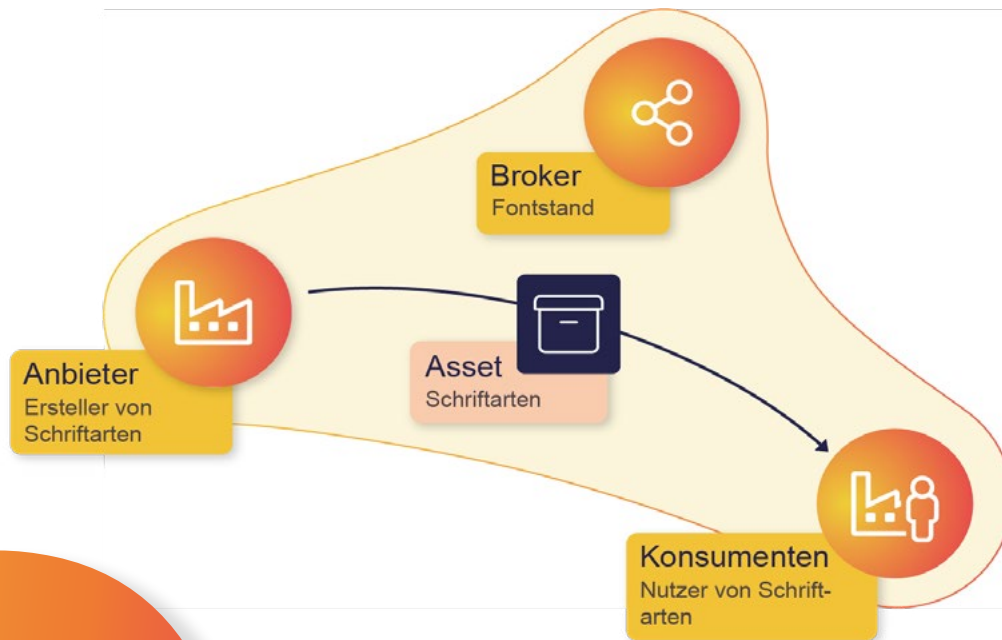 Broker
Fontstand
Anbieter
Ersteller von
Schriftarten
Asset
Schriftarten
Konsumenten
Nutzer von Schrift-
arten